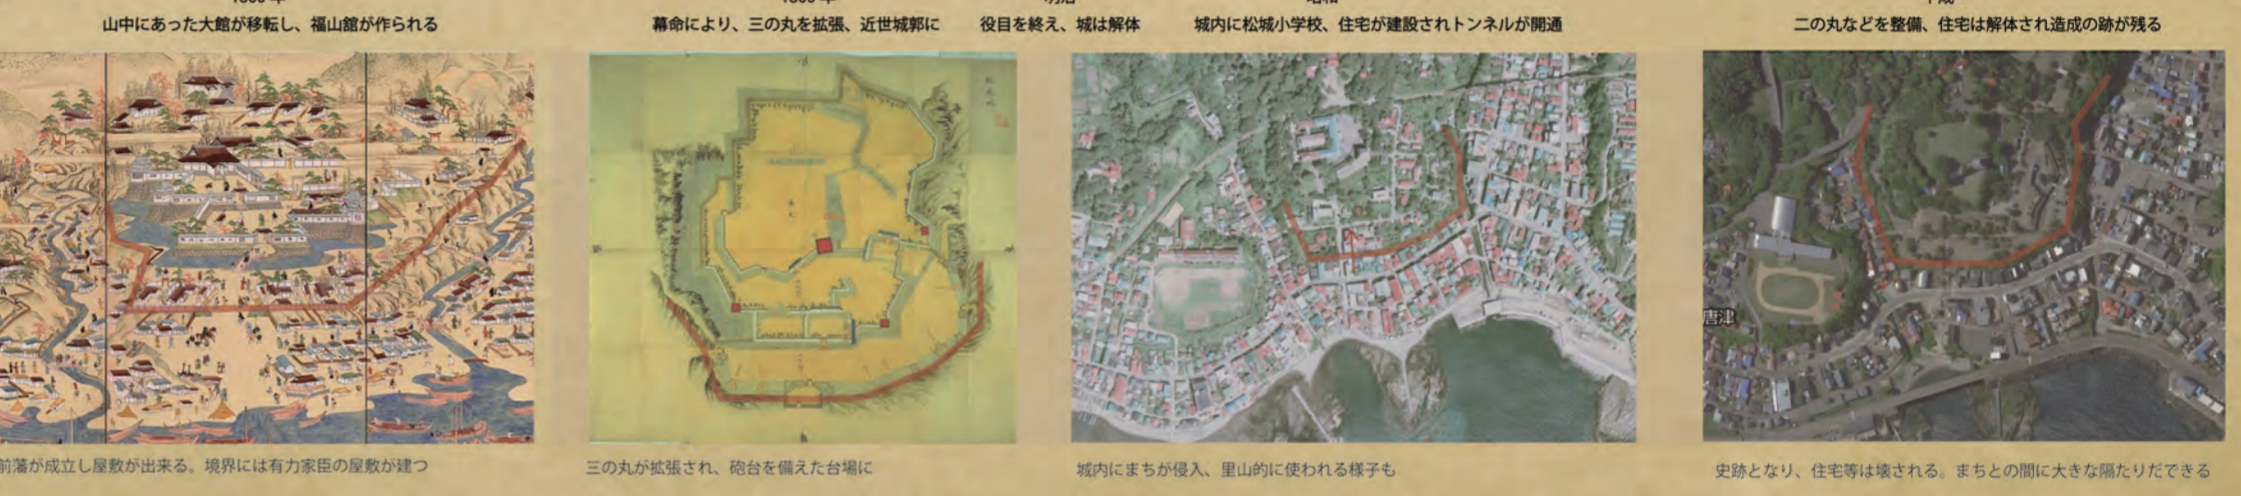 山中にあった大館が移転し、福山舘が作られる
幕命により、三の丸を拡張、近世城郭に
役目を終え、城は解体
城内に松城小学校、住宅が建設されトンネルが開通
二の丸などを整備、住宅は解体され造成の跡が残る
唐津
前藩が成立し屋敷が出来る。境界には有力家臣の屋敷が建つ
三の丸が拡張され、砲台を備えた台場に
城内にまちが侵入、里山的に使われる様子も
史跡となり、住宅等は壊される。まちとの間に大きな隔たりだできる